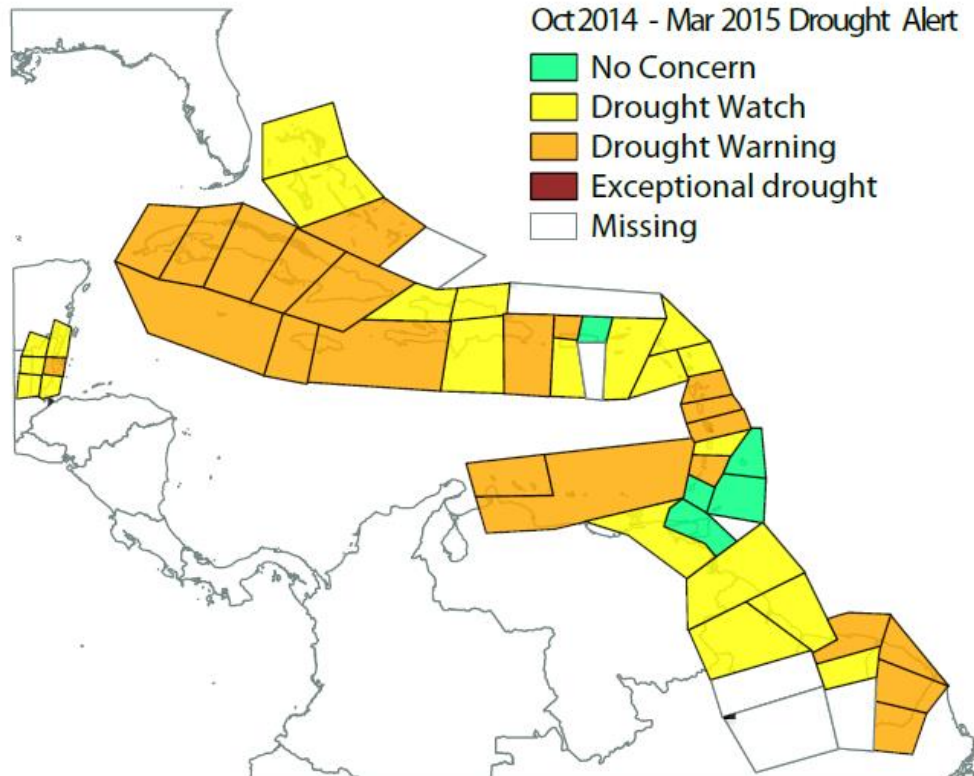 Oct 2014 - Mar 2015 Drought Alert
No Concern
Drought Watch
Drought Warning
Exceptional drought
Missing